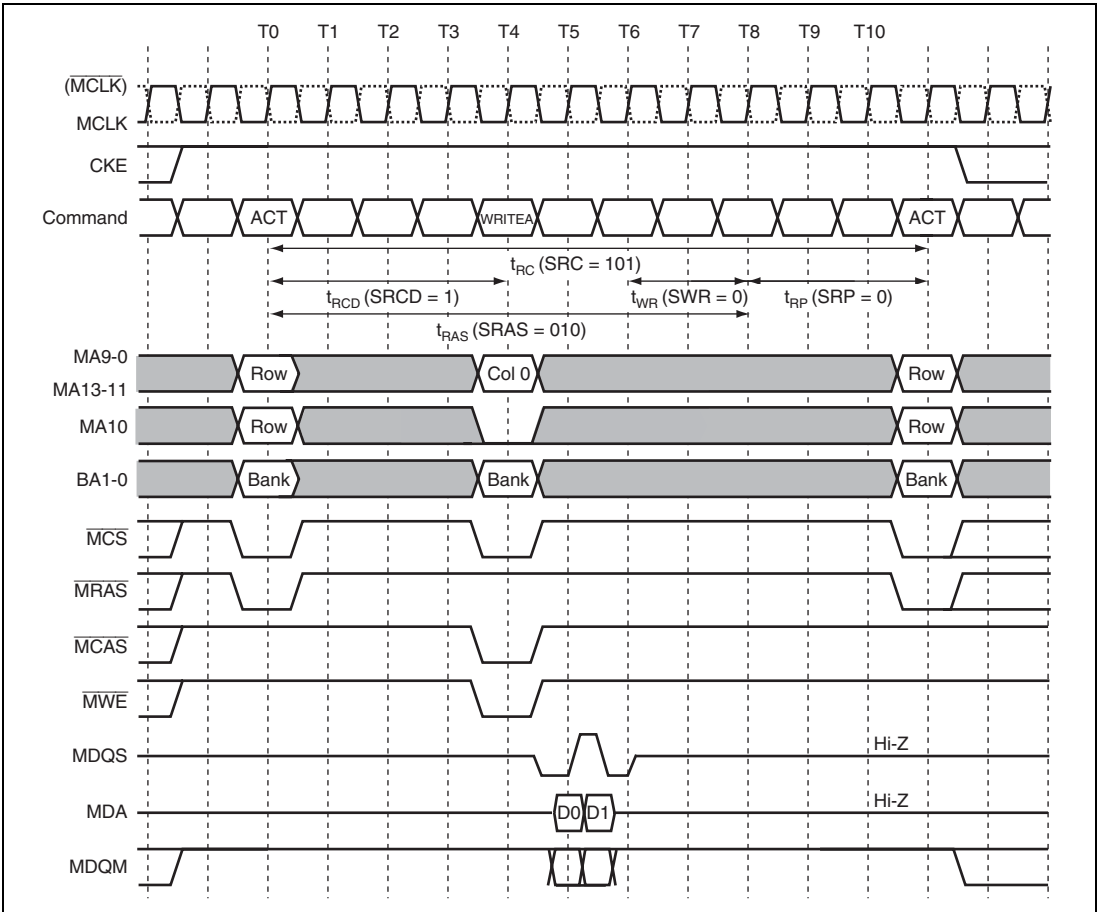 T0 T1 T2 T3 T4 T5 T6 T7 T8 T9 T10
(MCLK)
MCLK
CKE
Command ACT WRITEA ACT
tRC (SRC = 101)
tRCD (SRCD = 1) tWR (SWR = 0) tRP (SRP = 0)
tRAS (SRAS = 010)
MA9-0
MA13-11 Row Col 0 Row
MA10 Row Row
BA1-0 Bank Bank Bank
MCS
MRAS
MCAS
MWE
MDQS Hi-Z
MDA D0 D1 Hi-Z
MDQM